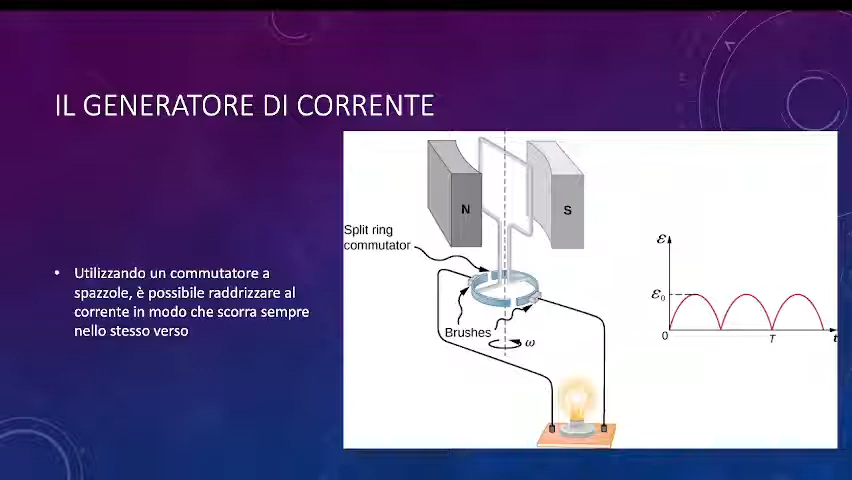 IL GENERATORE DI CORRENTE
• Utilizzando un commutatore a
spazzole, è possibile raddrizzare al
corrente in modo che scorra sempre
nello stesso verso
N
S
Split ring
commutator
Brushes
ω
ε
ε₀
0
T
t